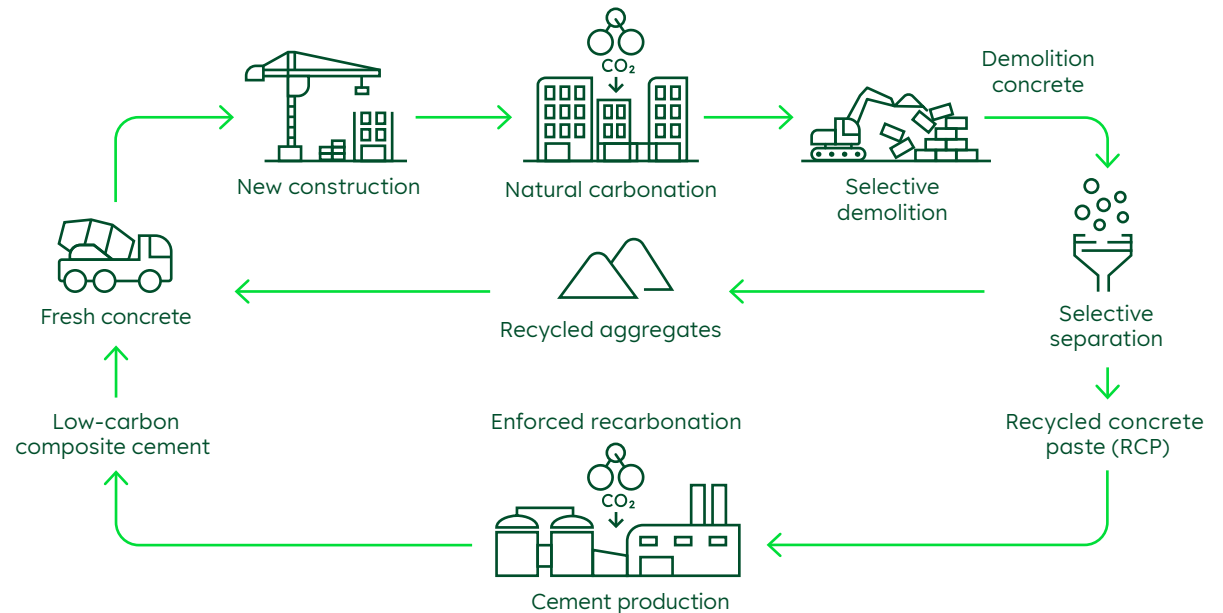 CO₂
Demolition
concrete
New construction
Natural carbonation
Selective
demolition
Fresh concrete
Recycled aggregates
Selective
separation
Low-carbon
composite cement
Enforced recarbonation
Recycled concrete
paste (RCP)
CO₂
Cement production